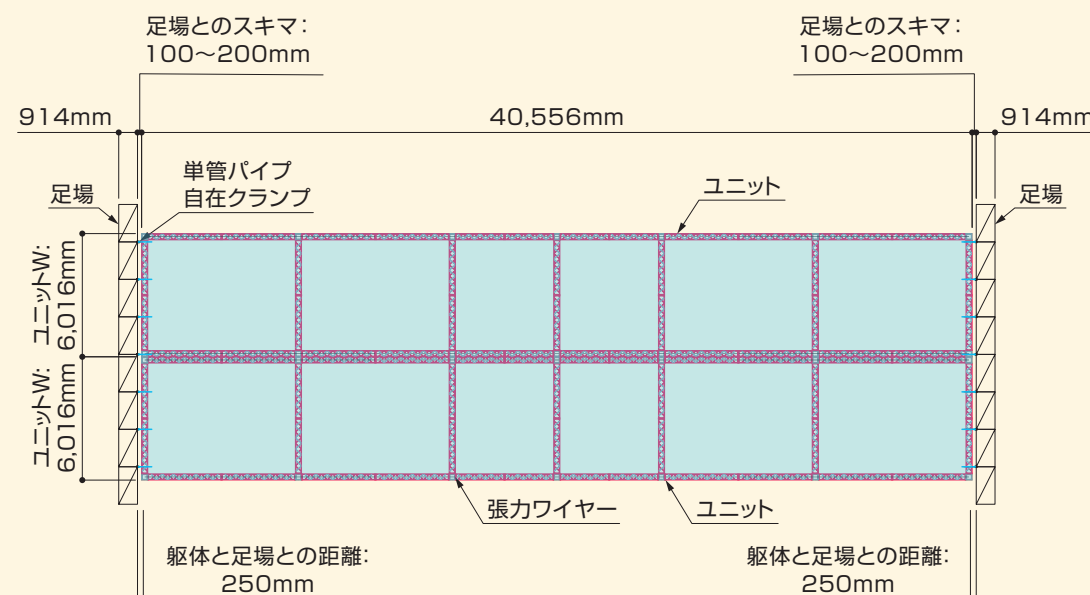 足場とのスキマ：
100〜200mm
足場とのスキマ：
100〜200mm
914mm
40,556mm
914mm
単管パイプ
自在クランプ
足場
ユニット
足場
ユニットW:
6,016mm
ユニットW:
6,016mm
張力ワイヤー
ユニット
躯体と足場との距離:
250mm
躯体と足場との距離:
250mm